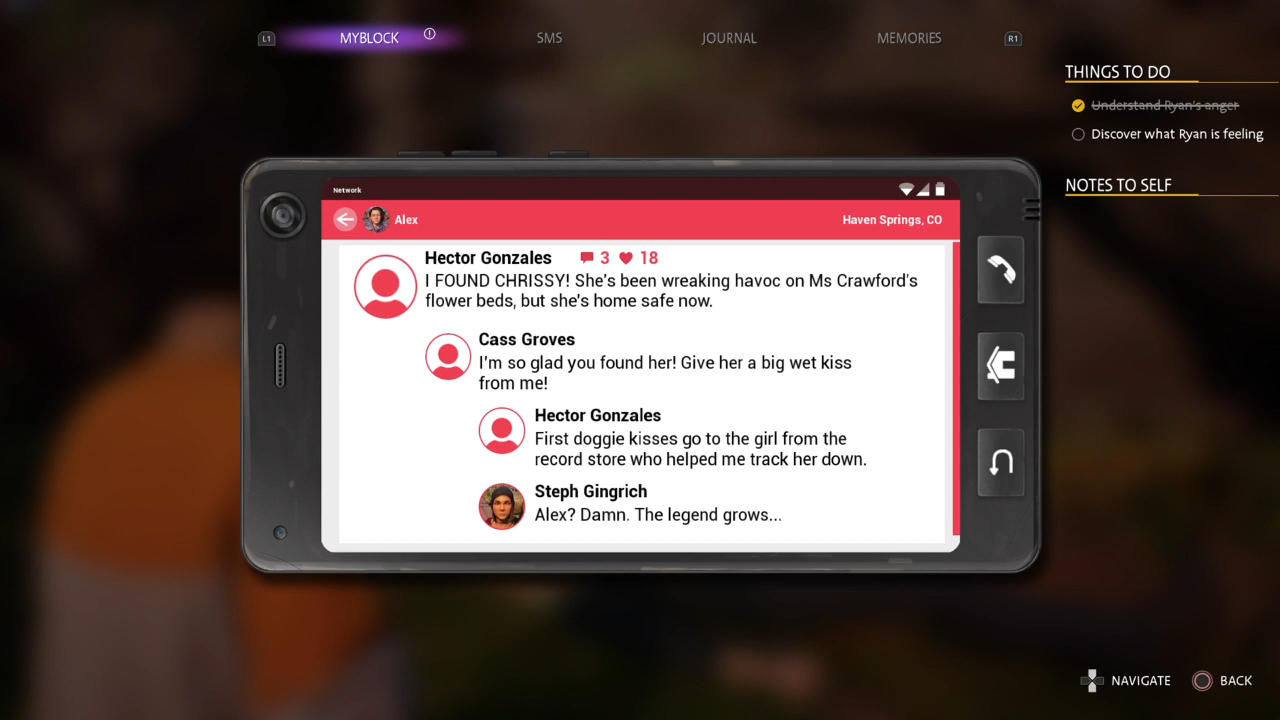 L1
MYBLOCK
SMS
JOURNAL
MEMORIES
R1
THINGS TO DO
Understand Ryan's anger
Discover what Ryan is feeling
NOTES TO SELF
Network
Alex
Haven Springs, CO
Hector Gonzales 3 18
I FOUND CHRISSY! She's been wreaking havoc on Ms Crawford's
flower beds, but she's home safe now.
Cass Groves
I'm so glad you found her! Give her a big wet kiss
from me!
Hector Gonzales
First doggie kisses go to the girl from the
record store who helped me track her down.
Steph Gingrich
Alex? Damn. The legend grows...
NAVIGATE
BACK